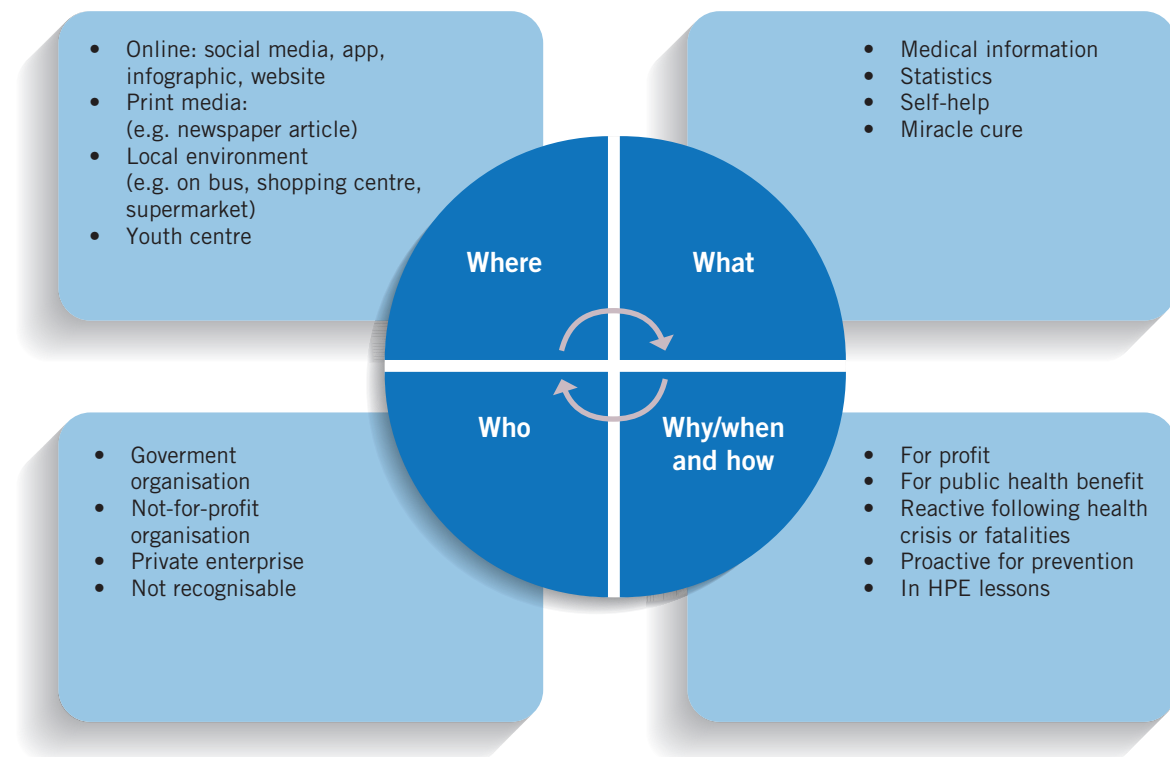 • Online: social media, app,
infographic, website
• Print media:
(e.g. newspaper article)
• Local environment
(e.g. on bus, shopping centre,
supermarket)
• Youth centre
• Medical information
• Statistics
• Self-help
• Miracle cure
Where
What
Who
Why/when
and how
• Goverment
organisation
• Not-for-profit
organisation
• Private enterprise
• Not recognisable
• For profit
• For public health benefit
• Reactive following health
crisis or fatalities
• Proactive for prevention
• In HPE lessons